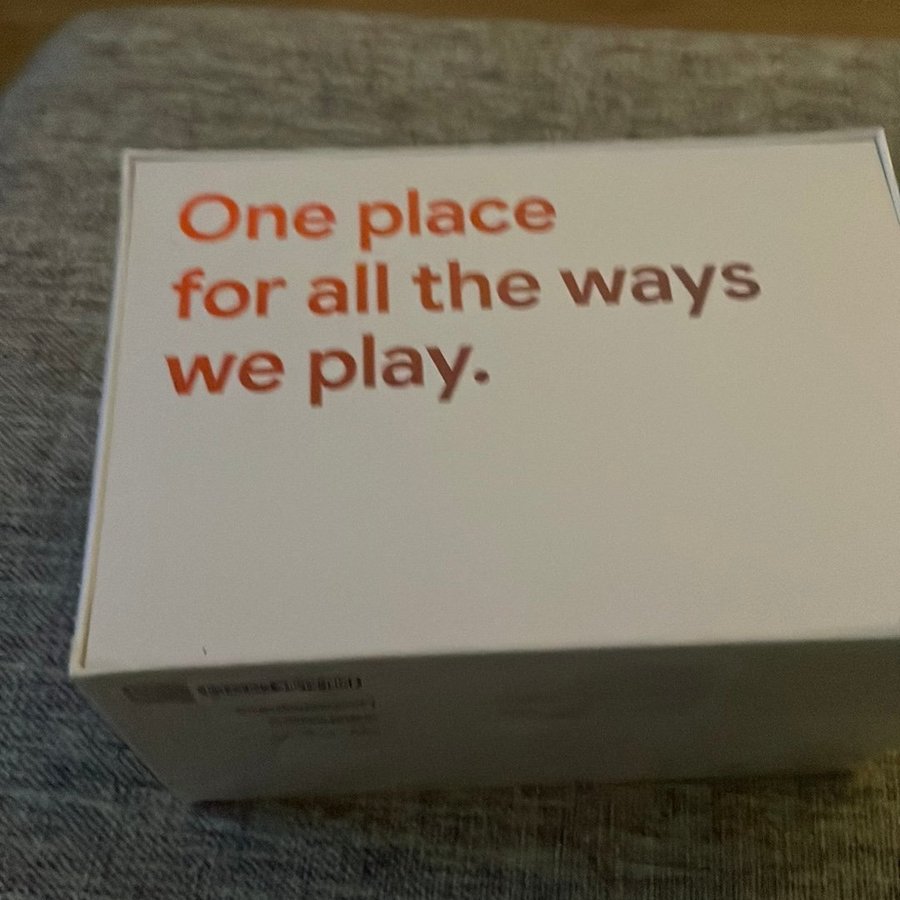 One place
for all the ways
we play.